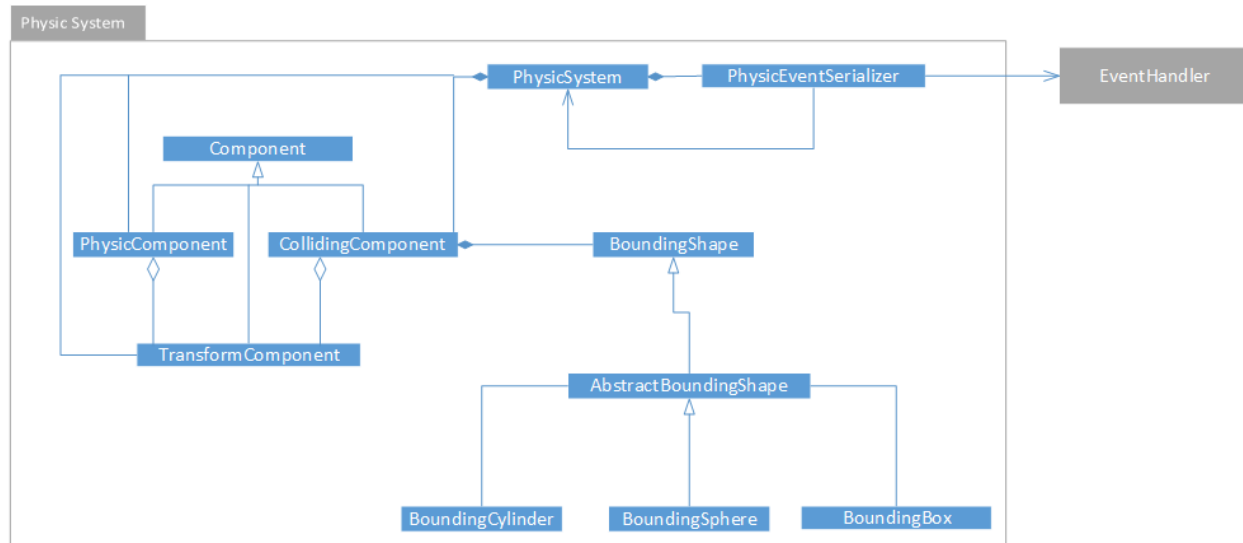 Physic System
PhysicSystem
PhysicEventSerializer
EventHandler
Component
PhysicComponent
CollidingComponent
BoundingShape
TransformComponent
AbstractBoundingShape
BoundingCylinder
BoundingSphere
BoundingBox